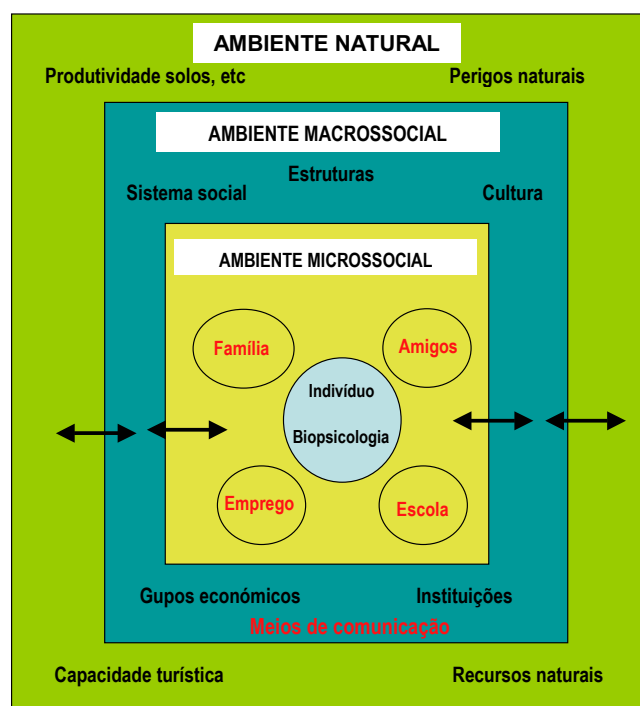 AMBIENTE NATURAL
Produtividade solos, etc
Perigos naturais
AMBIENTE MACROSSOCIAL
Estruturas
Sistema social
Cultura
AMBIENTE MICROSSOCIAL
Família
Amigos
Indivíduo
Biopsicologia
Emprego
Escola
Gupos económicos
Instituições
Meios de comunicação
Capacidade turística
Recursos naturais